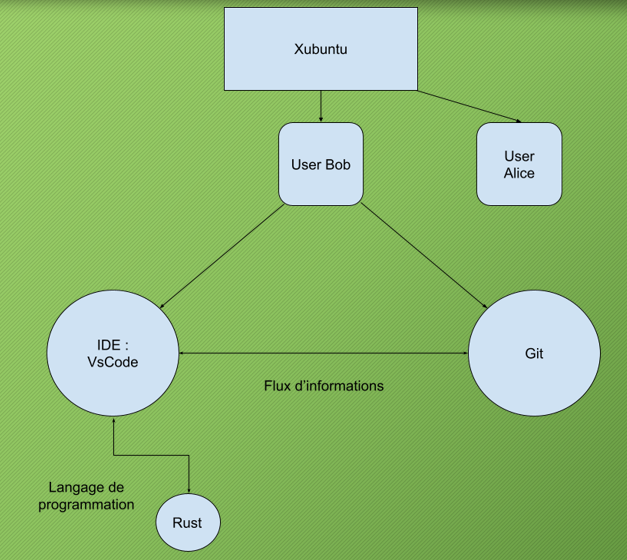 Xubuntu
User Bob
User
Alice
IDE :
VsCode
Git
Flux d'informations
Langage de
programmation
Rust